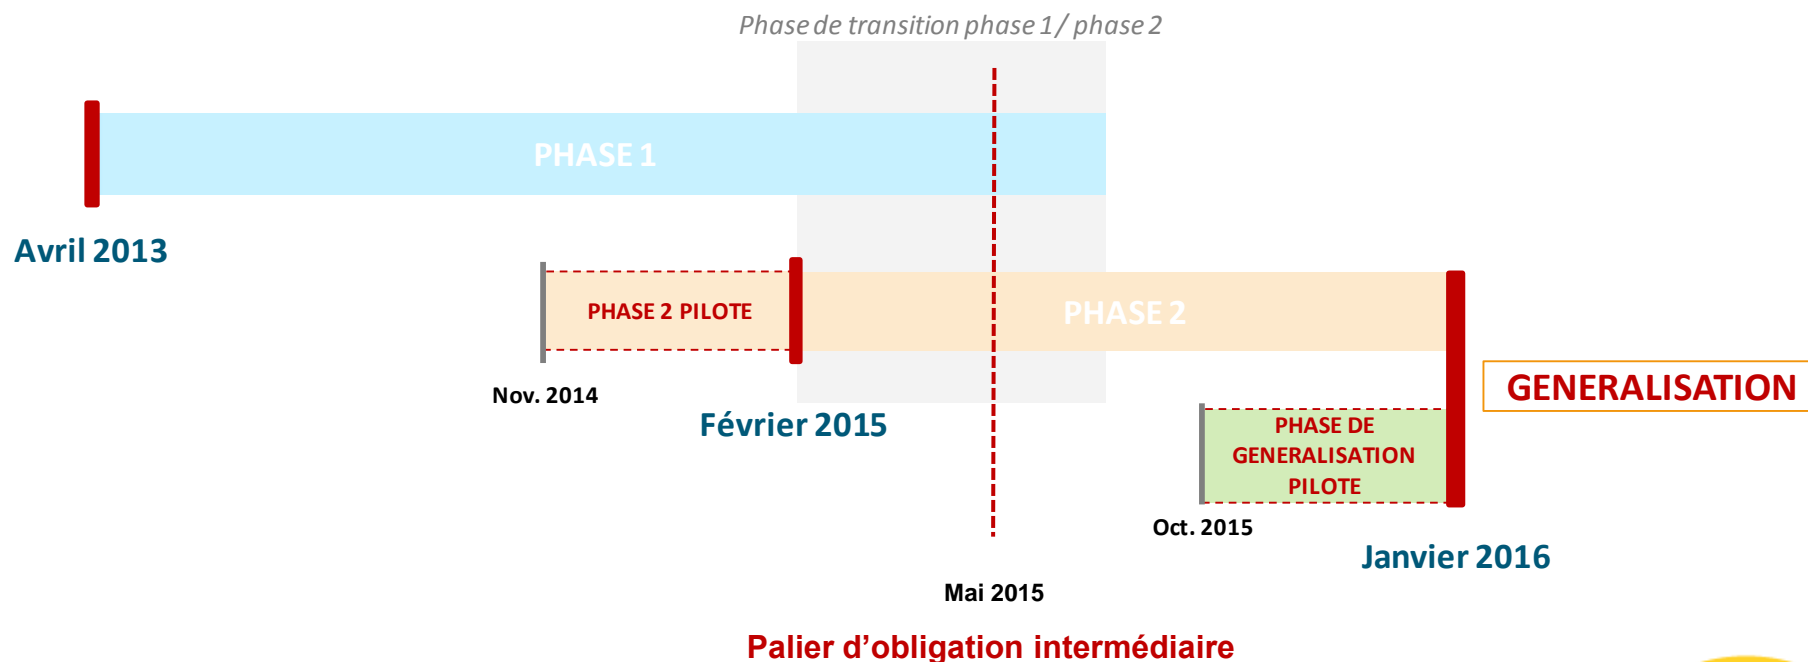 Phase de transition phase 1/ phase 2
PHASE 1
Avril 2013
PHASE 2 PILOTE
PHASE 2
Nov. 2014
Février 2015
GENERALISATION
PHASE DE
GENERALISATION
PILOTE
Oct. 2015
Janvier 2016
Mai 2015
Palier d’obligation intermédiaire